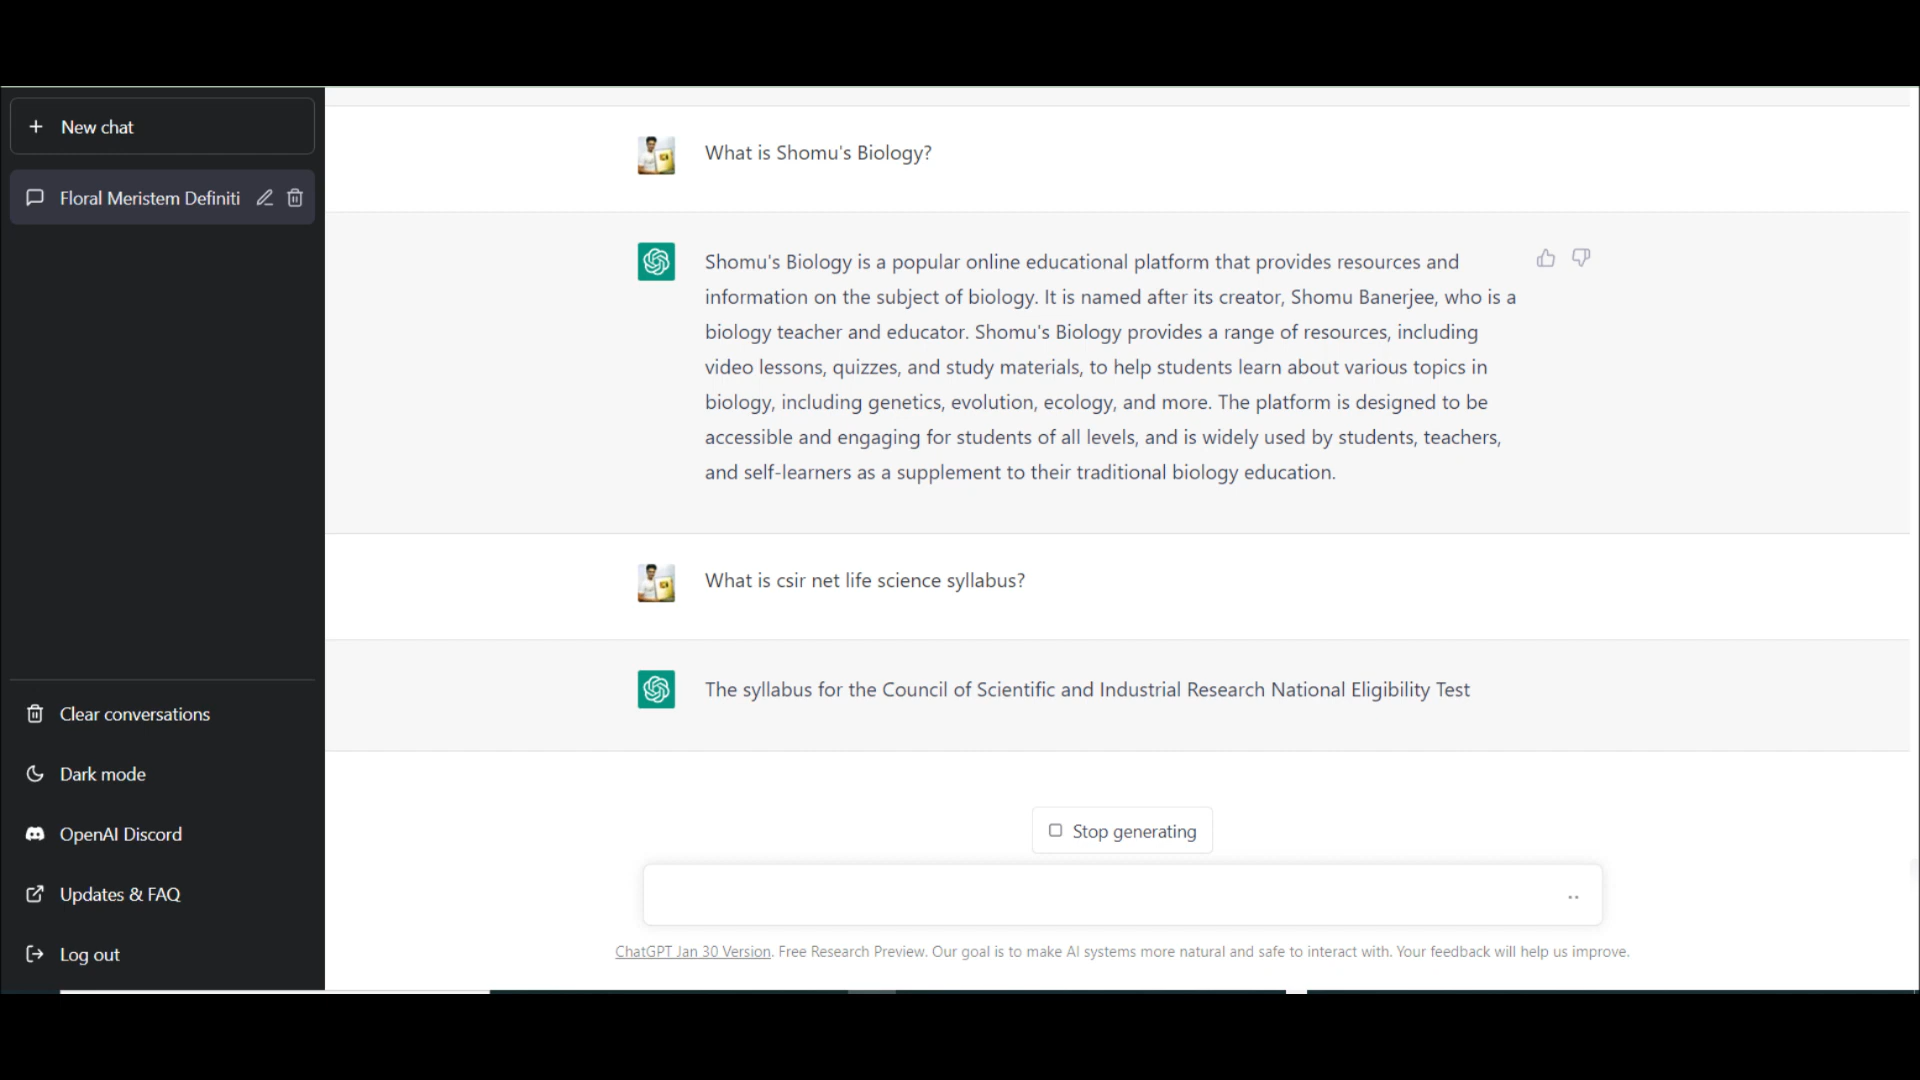 New chat
Floral Meristem Definiti
Clear conversations
Dark mode
OpenAI Discord
Updates & FAQ
Log out
What is Shomu's Biology?
Shomu's Biology is a popular online educational platform that provides resources and
information on the subject of biology. It is named after its creator, Shomu Banerjee, who is a
biology teacher and educator. Shomu's Biology provides a range of resources, including
video lessons, quizzes, and study materials, to help students learn about various topics in
biology, including genetics, evolution, ecology, and more. The platform is designed to be
accessible and engaging for students of all levels, and is widely used by students, teachers,
and self-learners as a supplement to their traditional biology education.
What is csir net life science syllabus?
The syllabus for the Council of Scientific and Industrial Research National Eligibility Test
Stop generating
ChatGPT Jan 30 Version. Free Research Preview. Our goal is to make AI systems more natural and safe to interact with. Your feedback will help us improve.